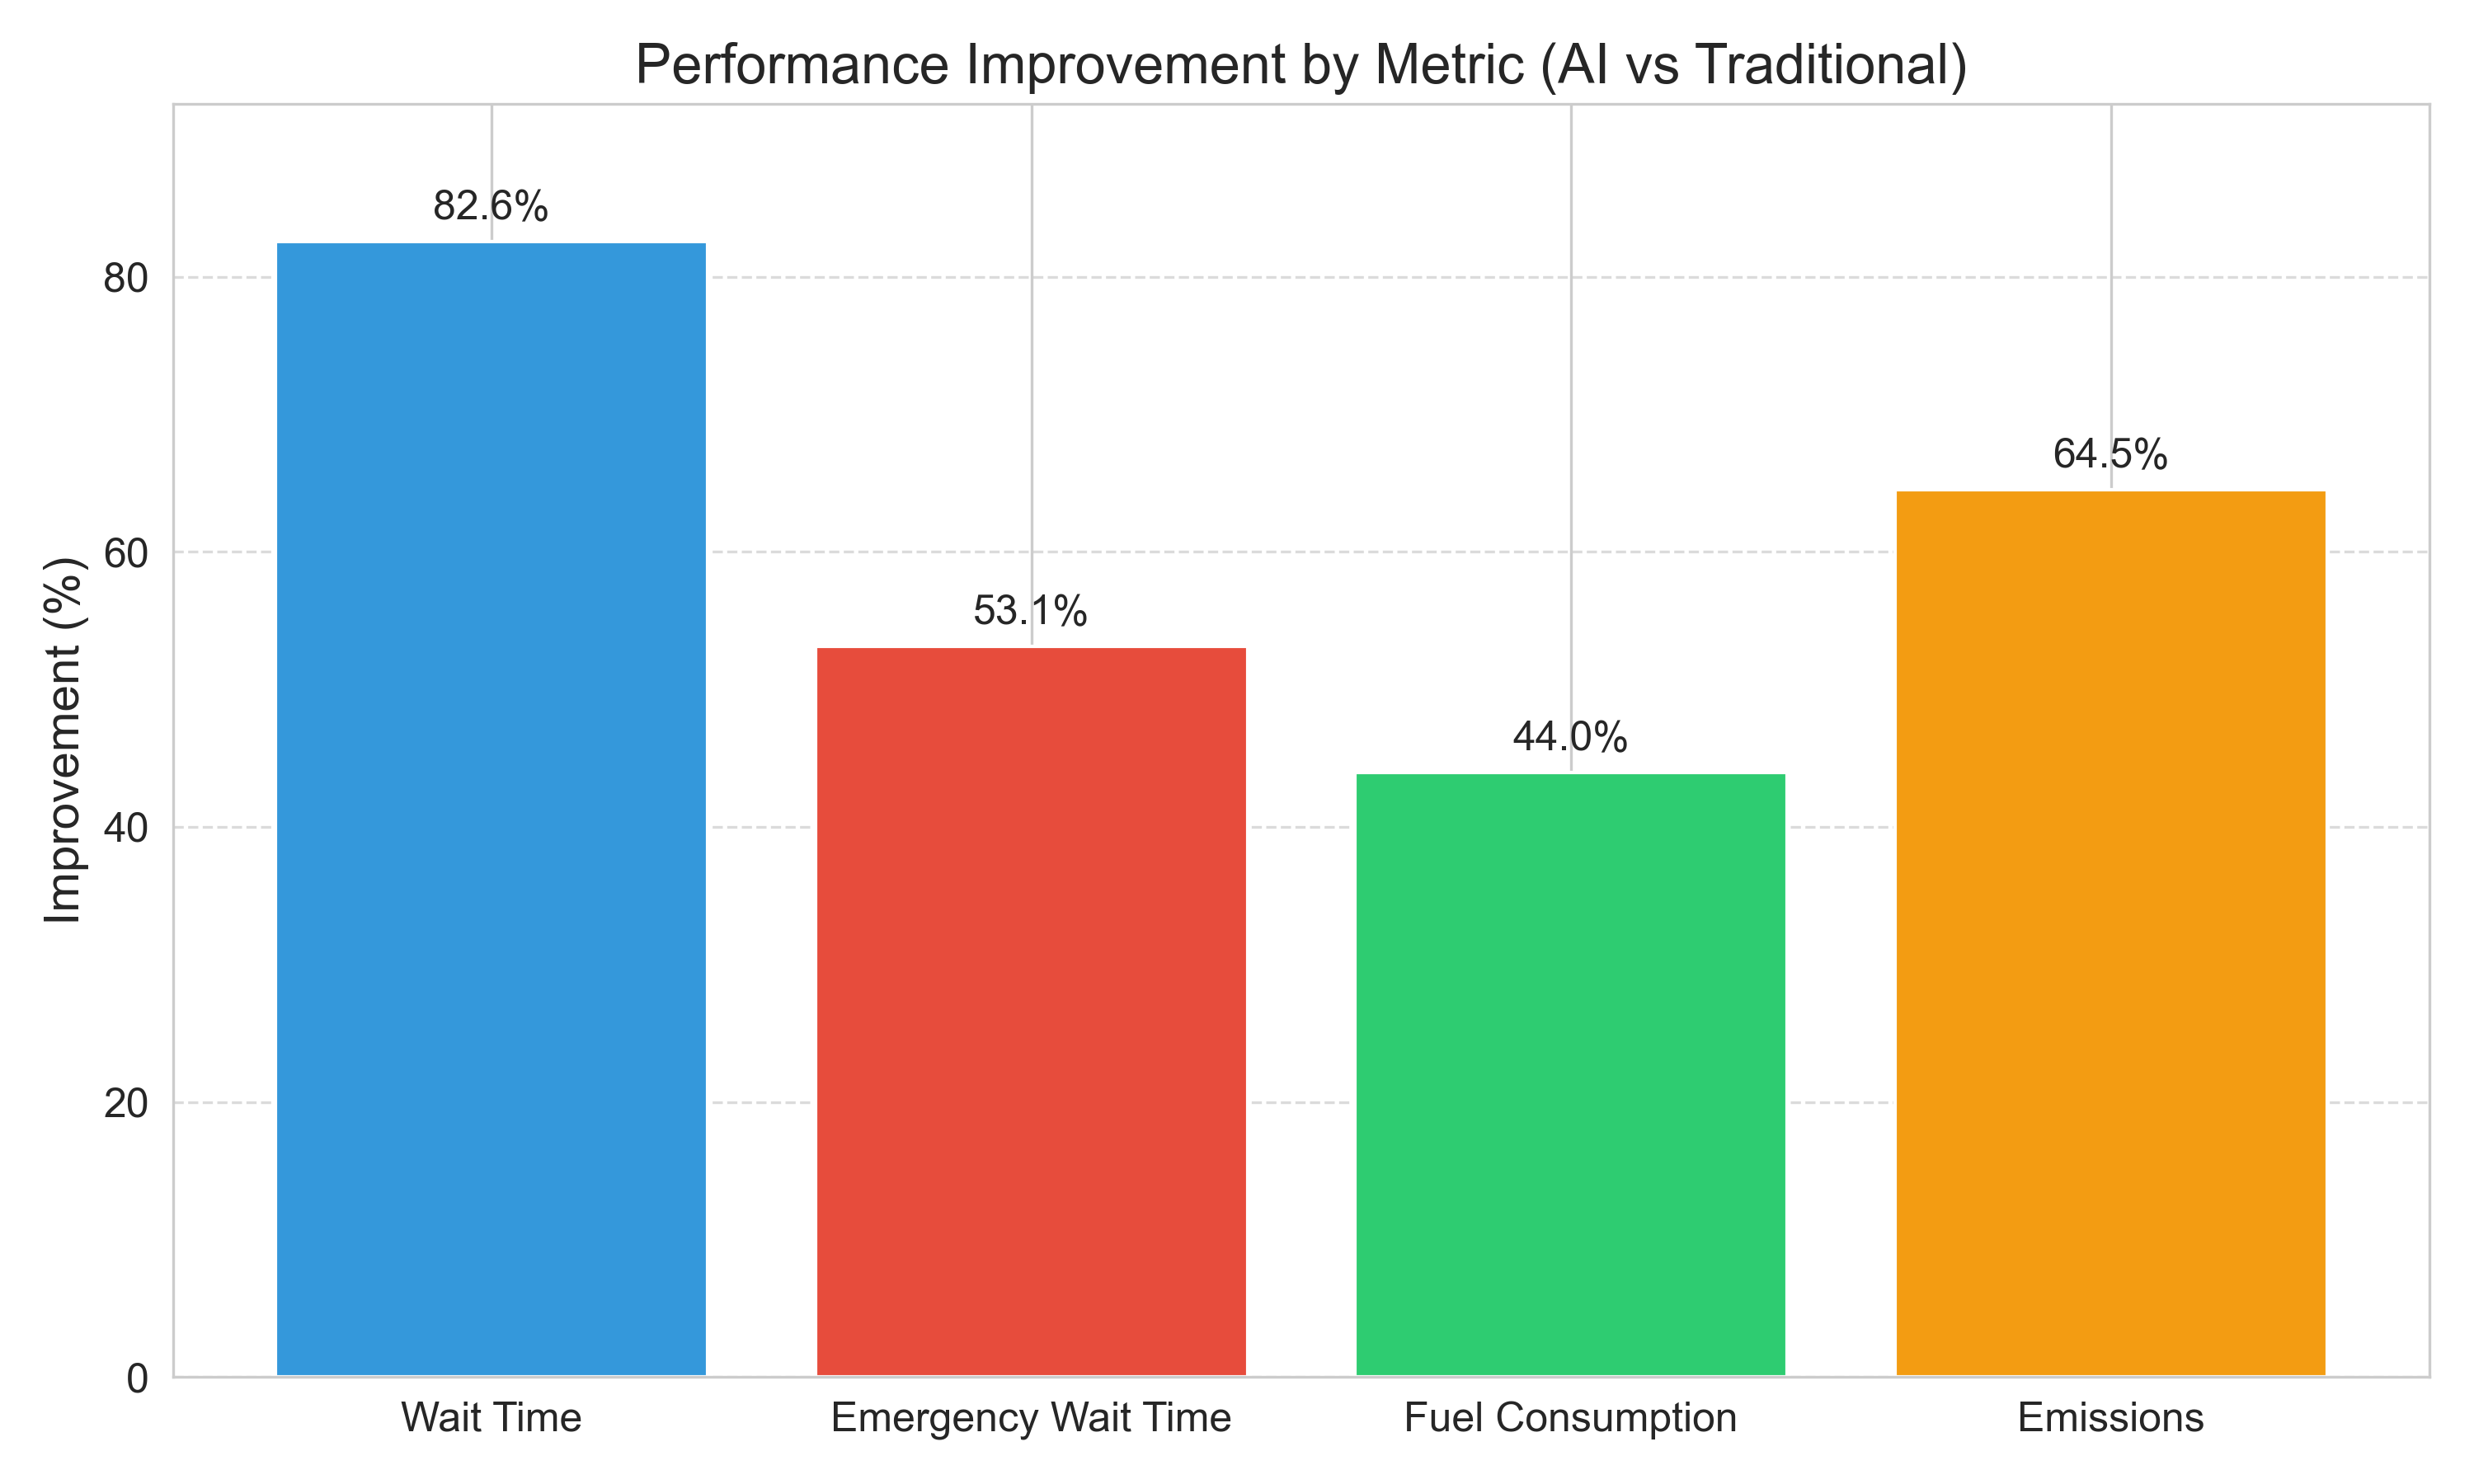 Performance Improvement by Metric (AI vs Traditional)
82.6%
80
64.5%
60
53.1%
44.0%
40
20
0
Improvement (%)
Wait Time
Emergency Wait Time
Fuel Consumption
Emissions